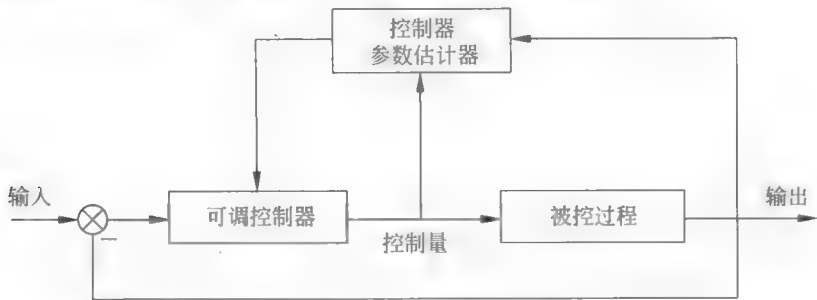 控制器
参数估计器
输入
可调控制器
控制量
被控过程
输出